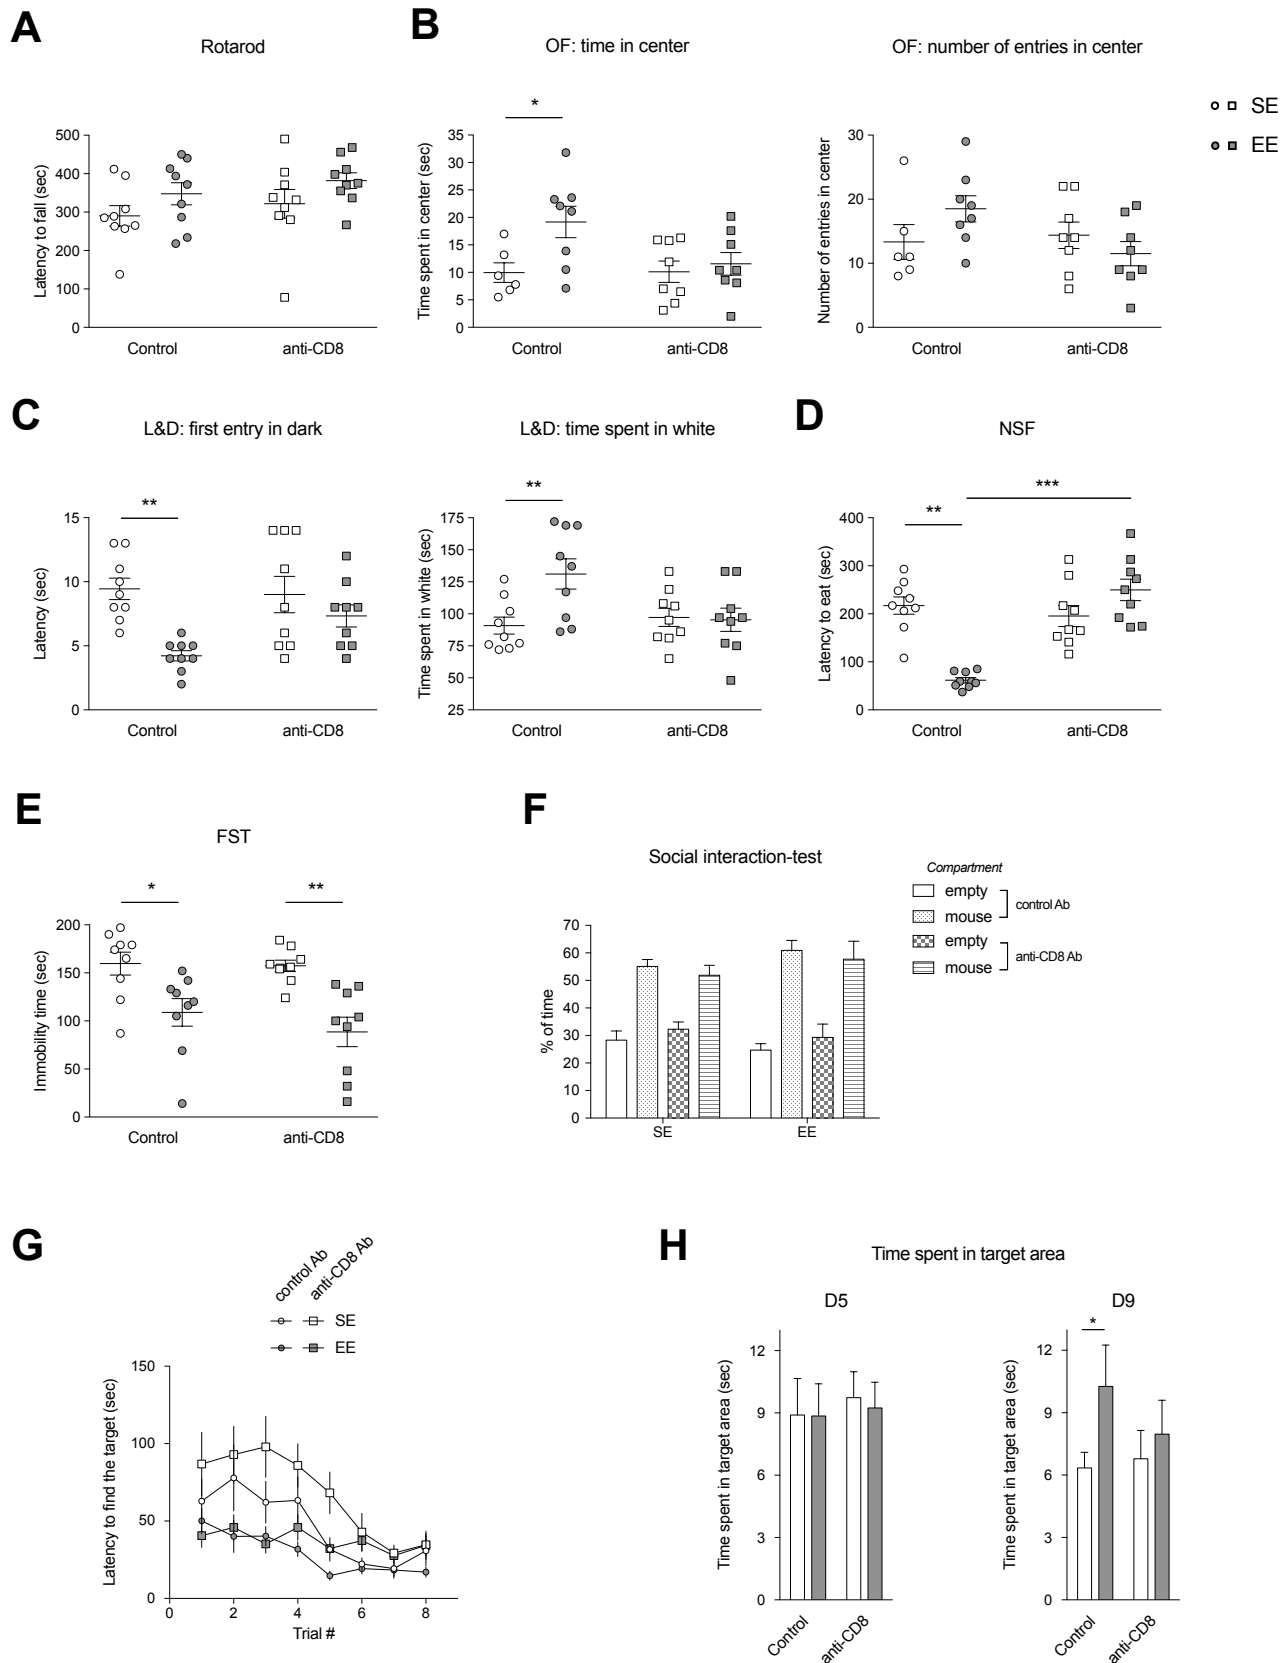 A
Rotarod
Latency to fall (sec)
500
400
300
200
100
0
Control
anti-CD8
B
OF: time in center
*
Time spent in center (sec)
35
30
25
20
15
10
5
0
Control
anti-CD8
OF: number of entries in center
Number of entries in center
30
20
10
0
Control
anti-CD8
SE
EE
C
L&D: first entry in dark
**
Latency (sec)
15
10
5
0
Control
anti-CD8
L&D: time spent in white
**
Time spent in white (sec)
175
150
125
100
75
50
25
Control
anti-CD8
D
NSF
***
**
Latency to eat (sec)
400
300
200
100
0
Control
anti-CD8
E
FST
*
**
Immobility time (sec)
200
150
100
50
0
Control
anti-CD8
F
Social interaction-test
% of time
70
60
50
40
30
20
10
0
SE
EE
Compartment
empty
mouse
control Ab
empty
mouse
anti-CD8 Ab
G
control Ab
anti-CD8 Ab
SE
EE
Latency to find the target (sec)
150
100
50
0
0
2
4
6
8
Trial #
H
Time spent in target area
D5
Time spent in target area (sec)
12
9
6
3
0
Control
anti-CD8
D9
*
Time spent in target area (sec)
12
9
6
3
0
Control
anti-CD8